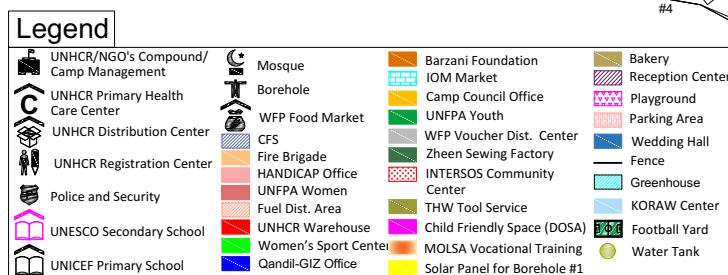 #4
Legend
UNHCR/NGO's Compound/
Camp Management
C
UNHCR Primary Health
Care Center
UNHCR Distribution Center
UNHCR Registration Center
Police and Security
UNESCO Secondary School
UNICEF Primary School
Mosque
Borehole
WFP Food Market
CFS
Fire Brigade
HANDICAP Office
UNFPA Women
Fuel Dist. Area
UNHCR Warehouse
Women's Sport Center
Qandil-GIZ Office
Barzani Foundation
IOM Market
Camp Council Office
UNFPA Youth
WFP Voucher Dist. Center
Zheen Sewing Factory
INTERSOS Community
Center
THW Tool Service
Child Friendly Space (DOSA)
MOLSA Vocational Training
Solar Panel for Borehole #1
Bakery
Reception Center
Playground
Parking Area
Wedding Hall
Fence
Greenhouse
KORAW Center
Football Yard
Water Tank